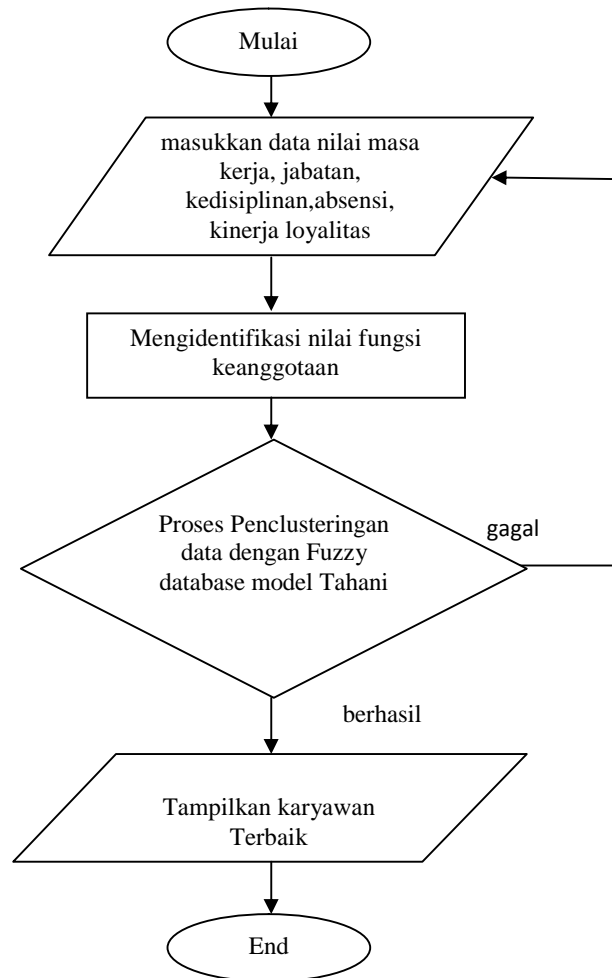 Mulai
masukkan data nilai masa
kerja, jabatan,
kedisiplinan,absensi,
kinerja loyalitas
Mengidentifikasi nilai fungsi
keanggotaan
Proses Penclusteringan
data dengan Fuzzy
database model Tahani
gagal
berhasil
Tampilkan karyawan
Terbaik
End